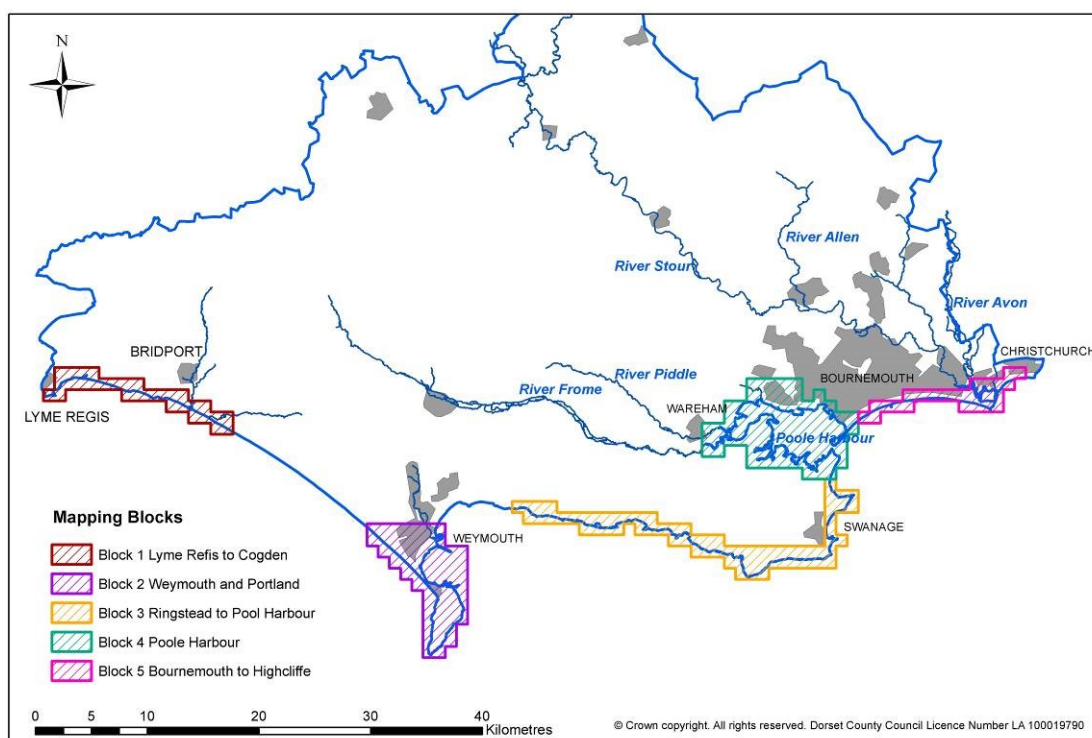 N
River Allen
River Stour
River Avon
CHRISTCHURCH
BRIDPORT
BOURNEMOUTH
River Piddle
River Frome
LYME REGIS
WAREHAM
Poole Harbour
SWANAGE
WEYMOUTH
Mapping Blocks
Block 1 Lyme Refis to Cogden
Block 2 Weymouth and Portland
Block 3 Ringstead to Pool Harbour
Block 4 Poole Harbour
Block 5 Bournemouth to Highcliffe
0 5 10 20 30 40
Kilometres
© Crown copyright. All rights reserved. Dorset County Council Licence Number LA 100019790